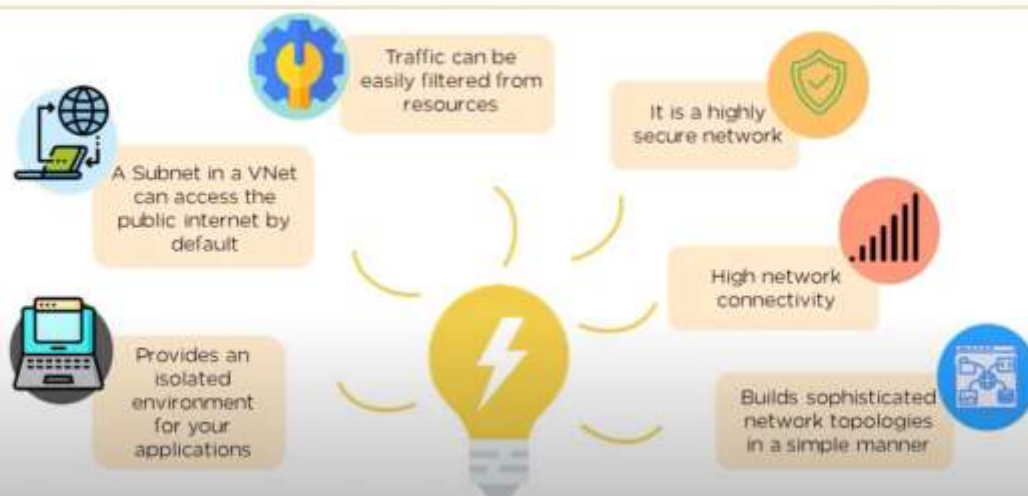 Traffic can be
easily filtered from
resources
It is a highly
secure network
A Subnet in a VNet
can access the
public internet by
default
High network
connectivity
Provides an
isolated
environment
for your
applications
Builds sophisticated
network topologies
in a simple manner